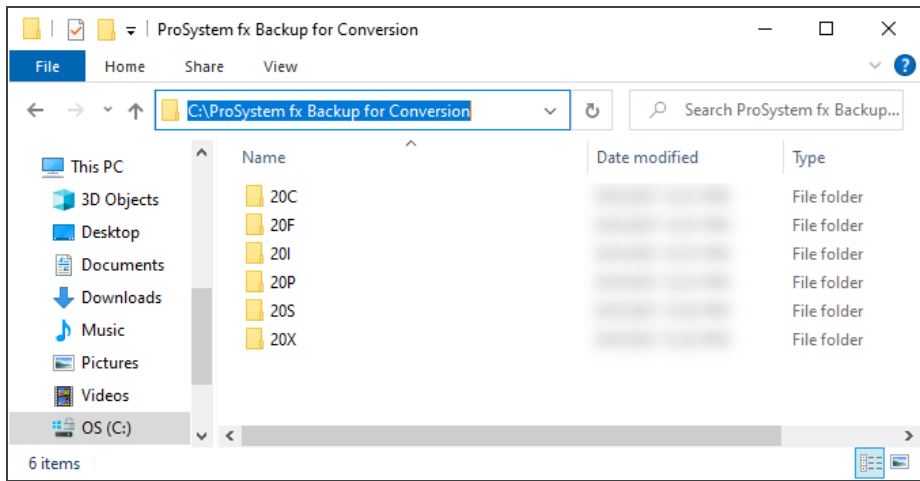 ProSystem fx Backup for Conversion
File Home Share View
C:\ProSystem fx Backup for Conversion Search ProSystem fx Backup...
Name Date modified Type
This PC
3D Objects
Desktop
Documents
Downloads
Music
Pictures
Videos
OS (C:)
20C File folder
20F File folder
20I File folder
20P File folder
20S File folder
20X File folder
6 items